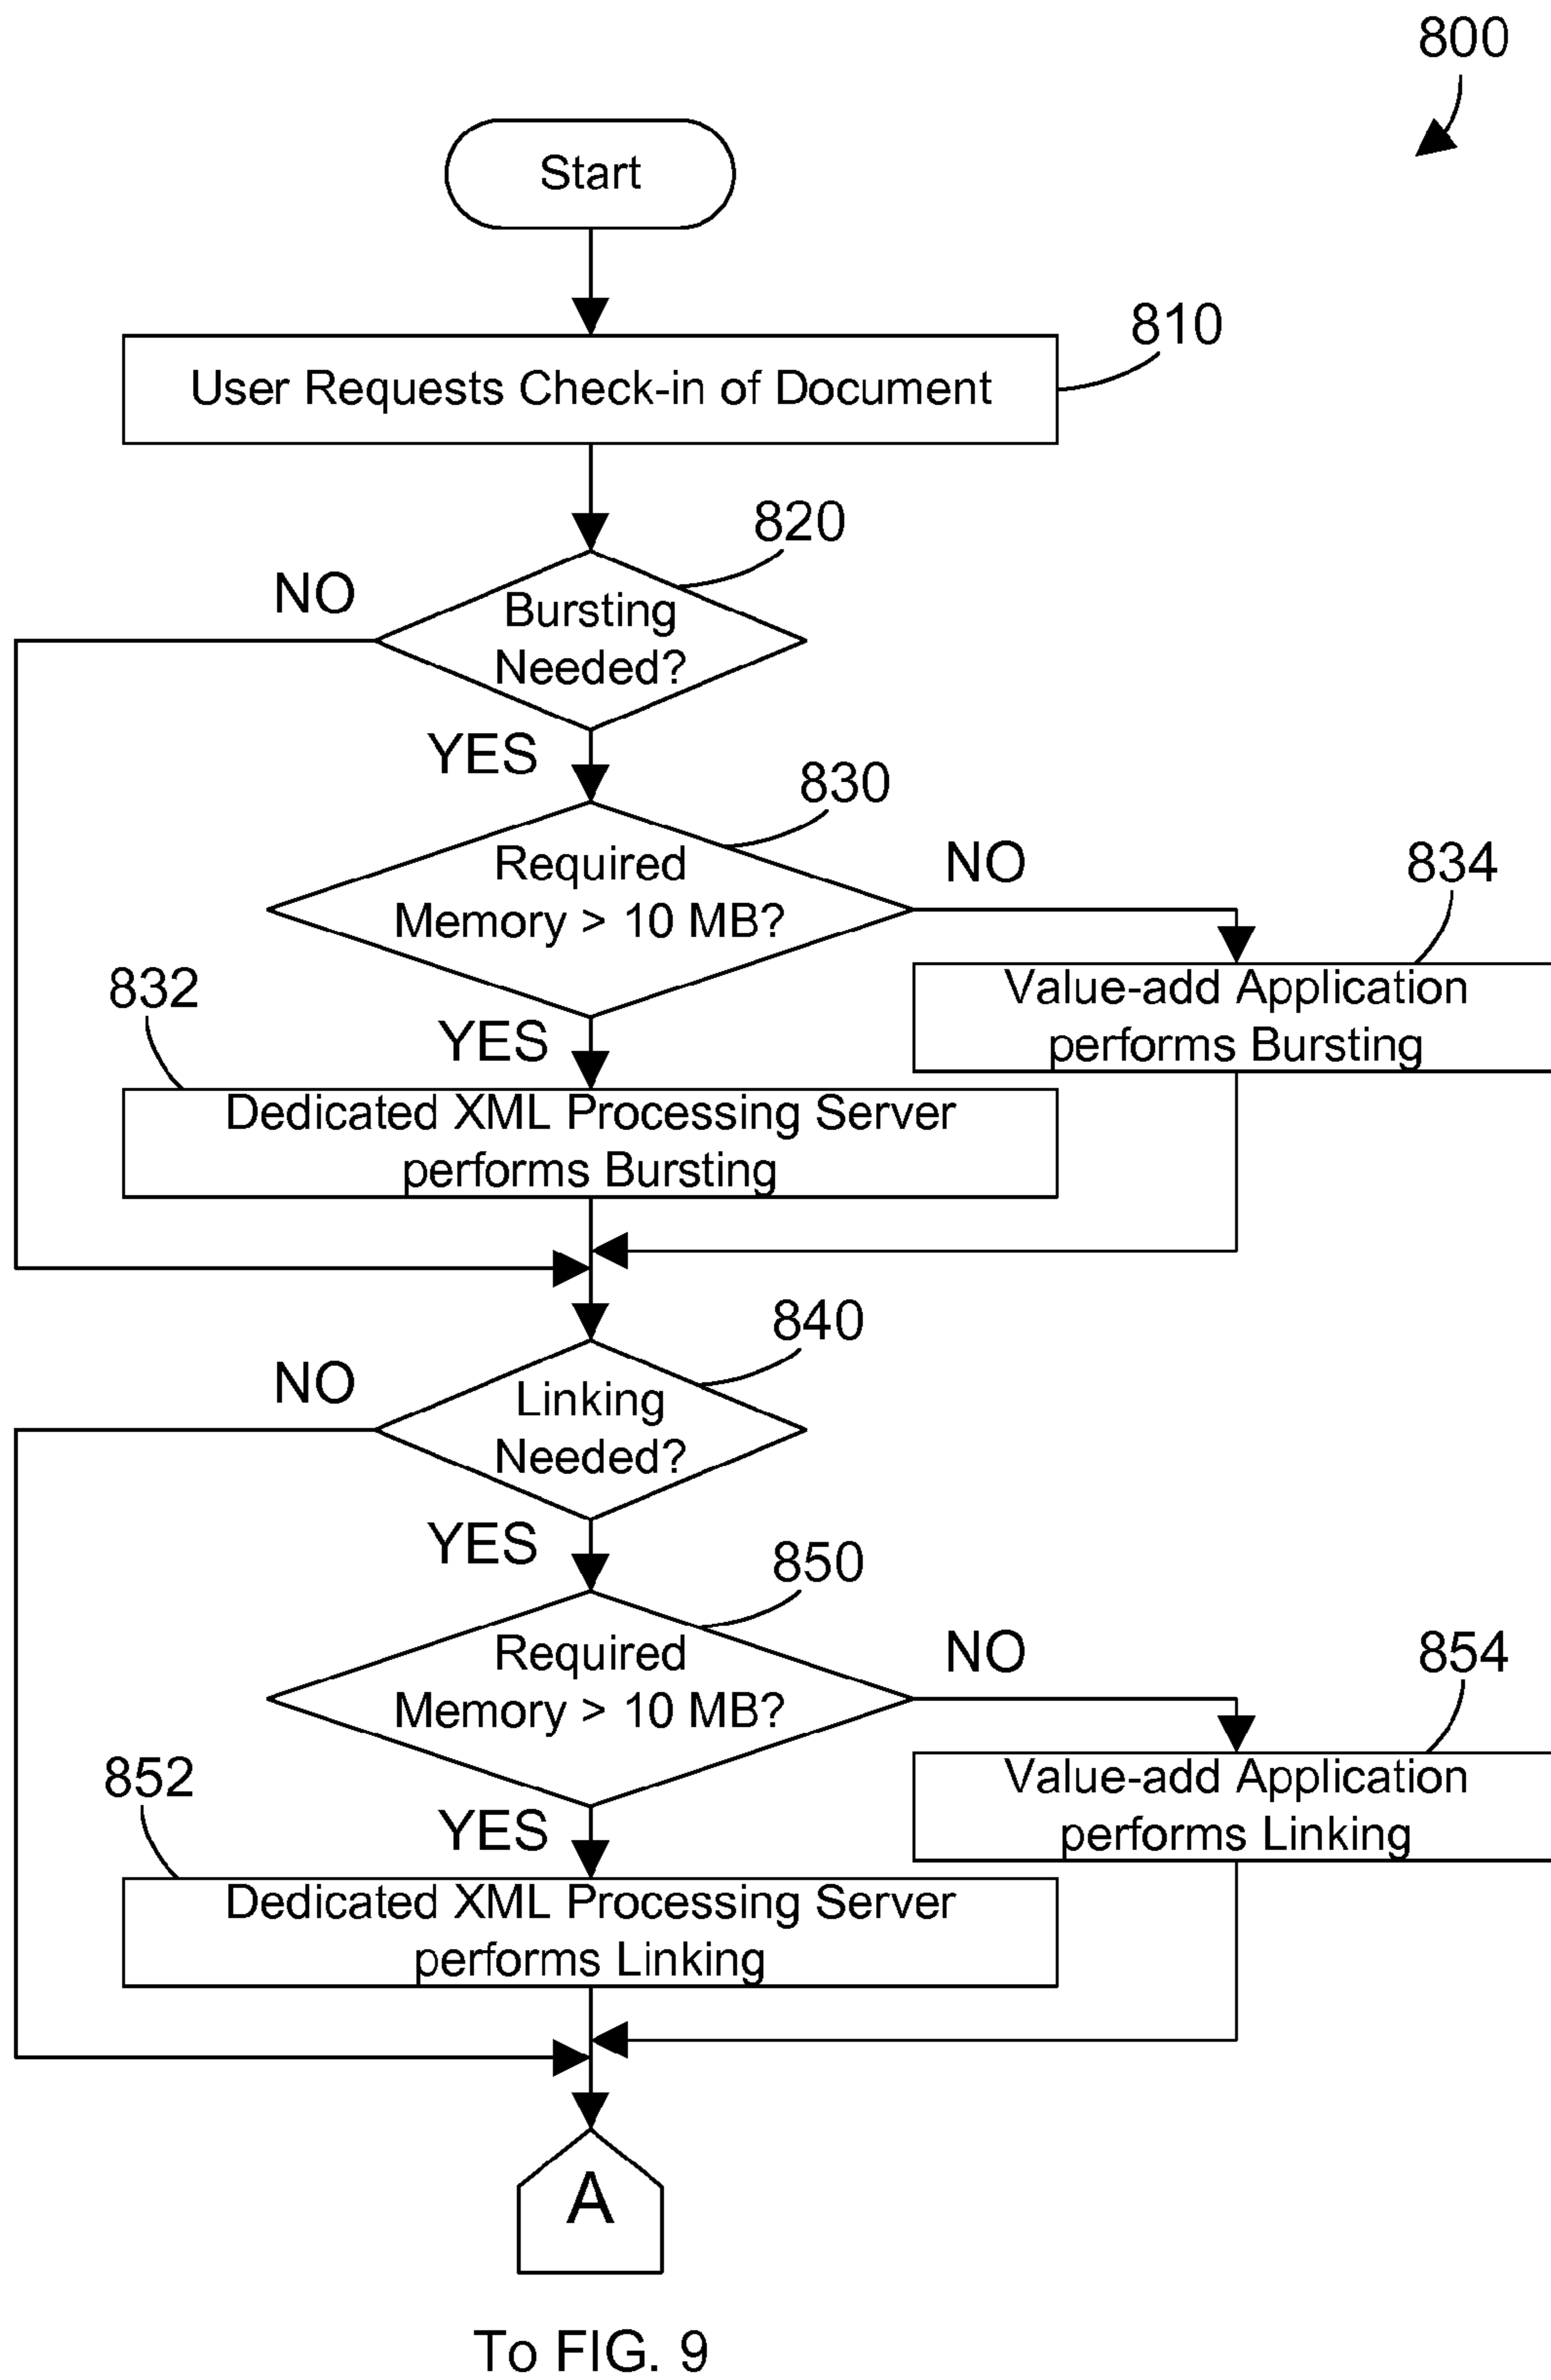 800
Start
810
User Requests Check-in of Document
820
NO
Bursting
Needed?
YES
830
Required
Memory > 10 MB?
NO
834
Value-add Application
performs Bursting
832
YES
Dedicated XML Processing Server
performs Bursting
840
NO
Linking
Needed?
YES
850
Required
Memory > 10 MB?
NO
854
Value-add Application
performs Linking
852
YES
Dedicated XML Processing Server
performs Linking
A
To FIG. 9